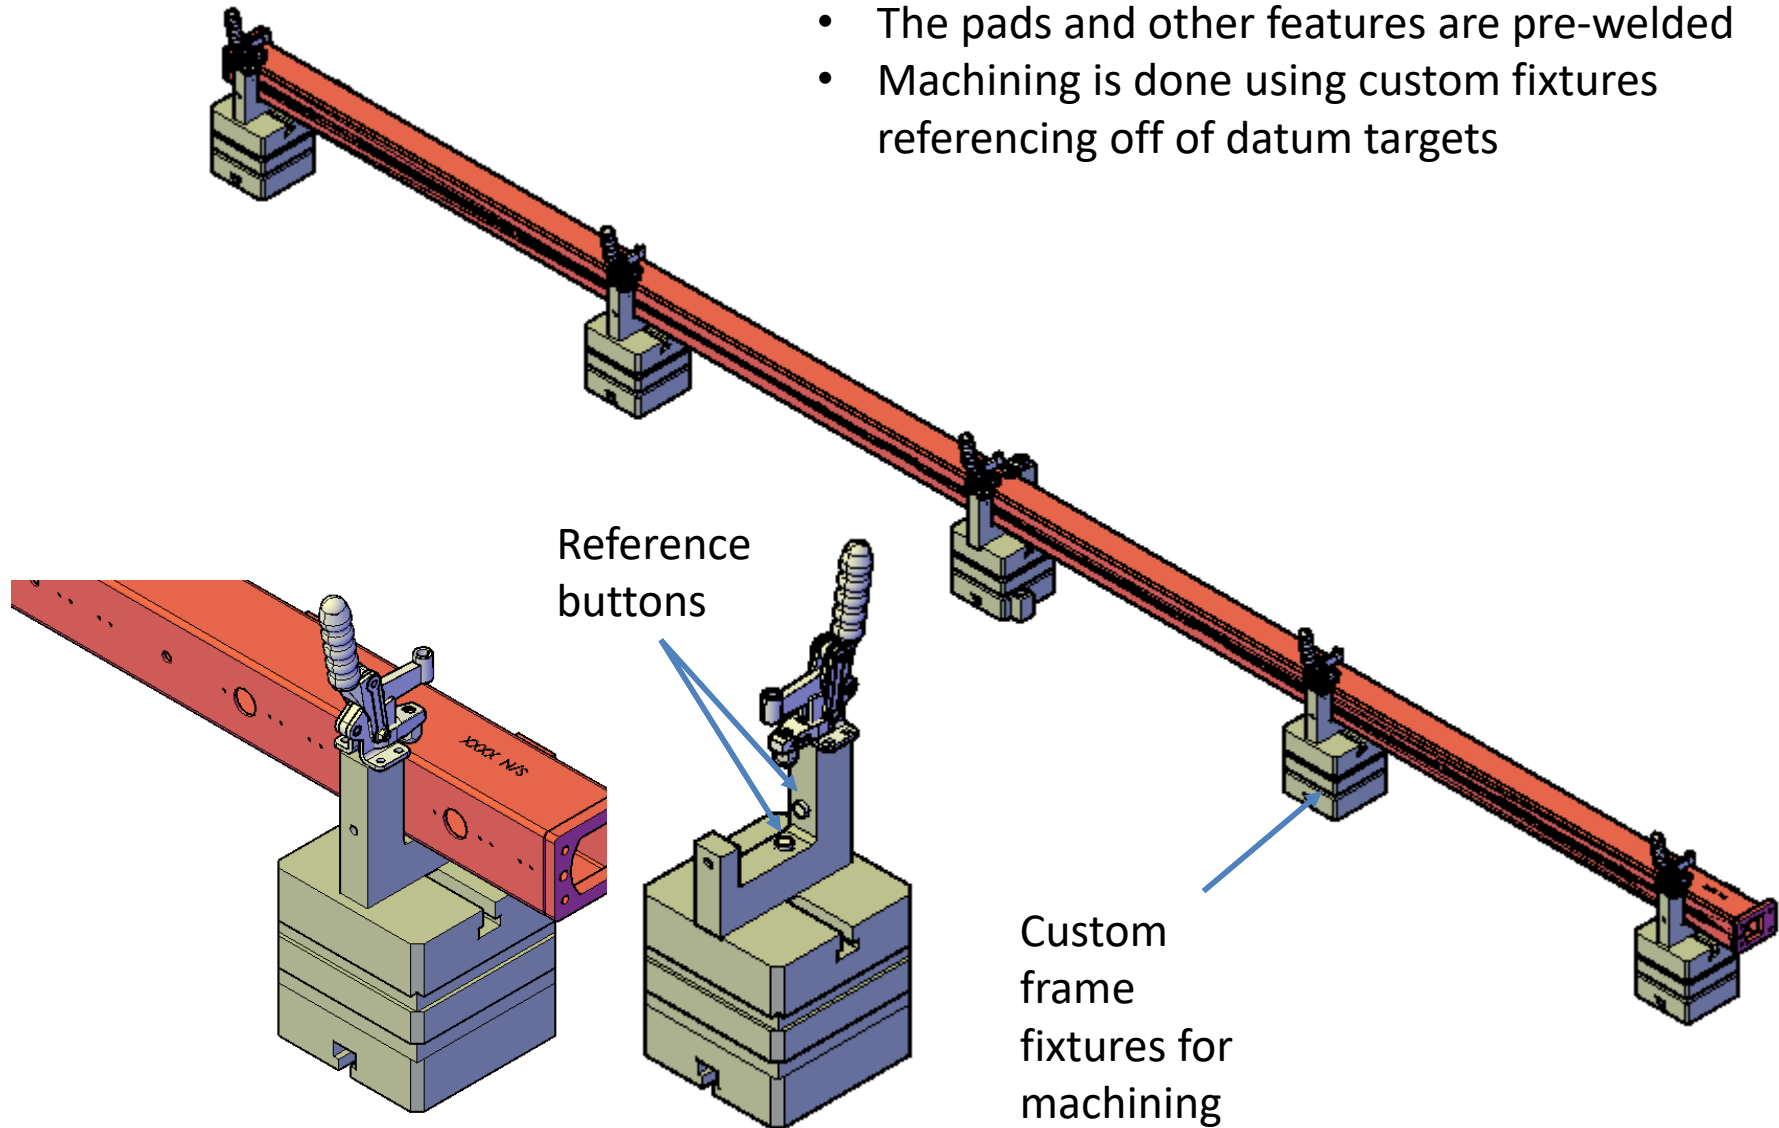 • The pads and other features are pre-welded
• Machining is done using custom fixtures
referencing off of datum targets
Reference
buttons
XXXX N/S
Custom
frame
fixtures for
machining